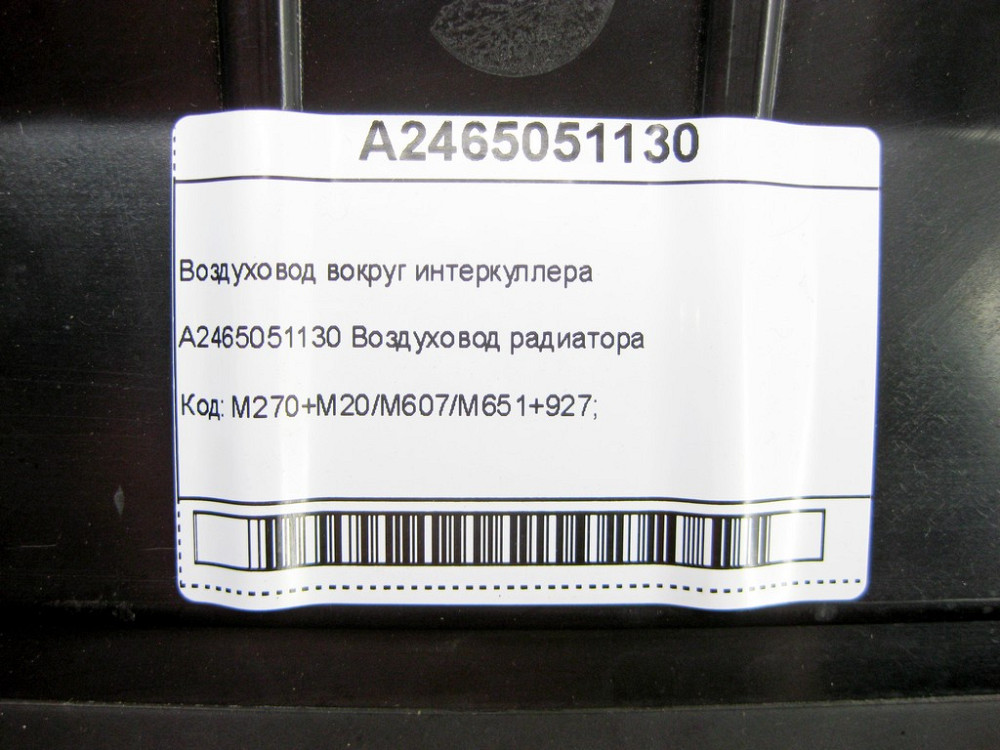 A2465051130
Воздуховод вокруг интеркуллера
A2465051130 Воздуховод радиатора
Код: M270+M20/M607/M651+927;